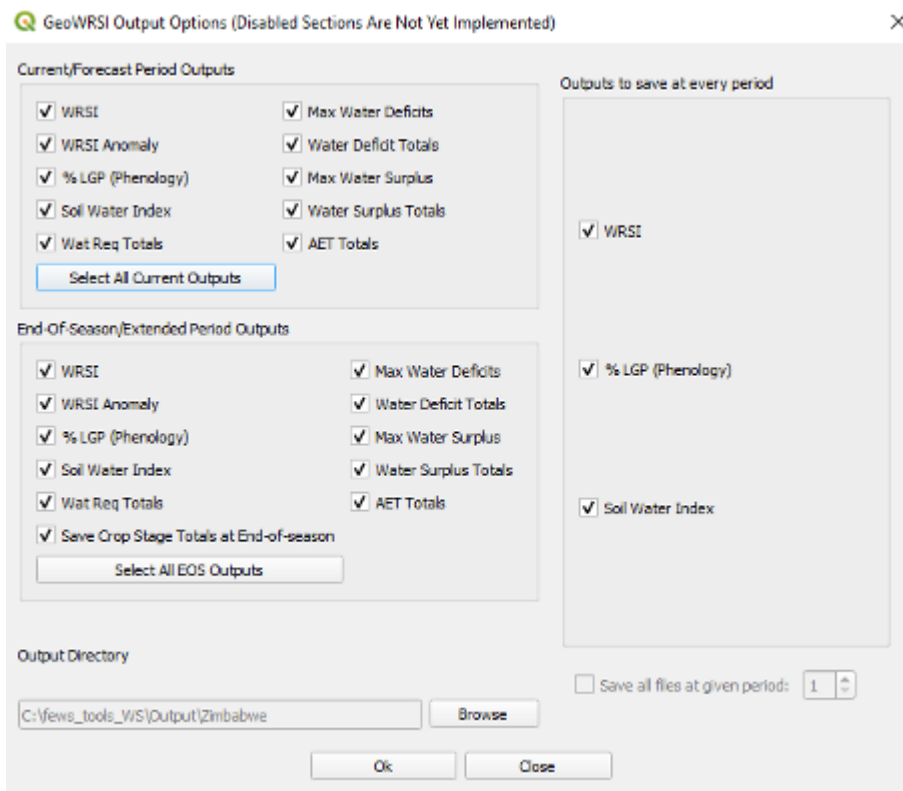 GeoWRSI Output Options (Disabled Sections Are Not Yet Implemented)
Current/Forecast Period Outputs
WRSI
Max Water Deficits
WRSI Anomaly
Water Deficit Totals
% LGP (Phenology)
Max Water Surplus
Soil Water Index
Water Surplus Totals
Wat Req Totals
AET Totals
Select All Current Outputs
End-Of-Season/Extended Period Outputs
WRSI
Max Water Deficits
WRSI Anomaly
Water Deficit Totals
% LGP (Phenology)
Max Water Surplus
Soil Water Index
Water Surplus Totals
Wat Req Totals
AET Totals
Save Crop Stage Totals at End-of-season
Select All EOS Outputs
Outputs to save at every period
WRSI
% LGP (Phenology)
Soil Water Index
Save all files at given period: 1
Output Directory
C:\fews_tools_WS\Output\Zimbabwe
Browse
Ok
Close